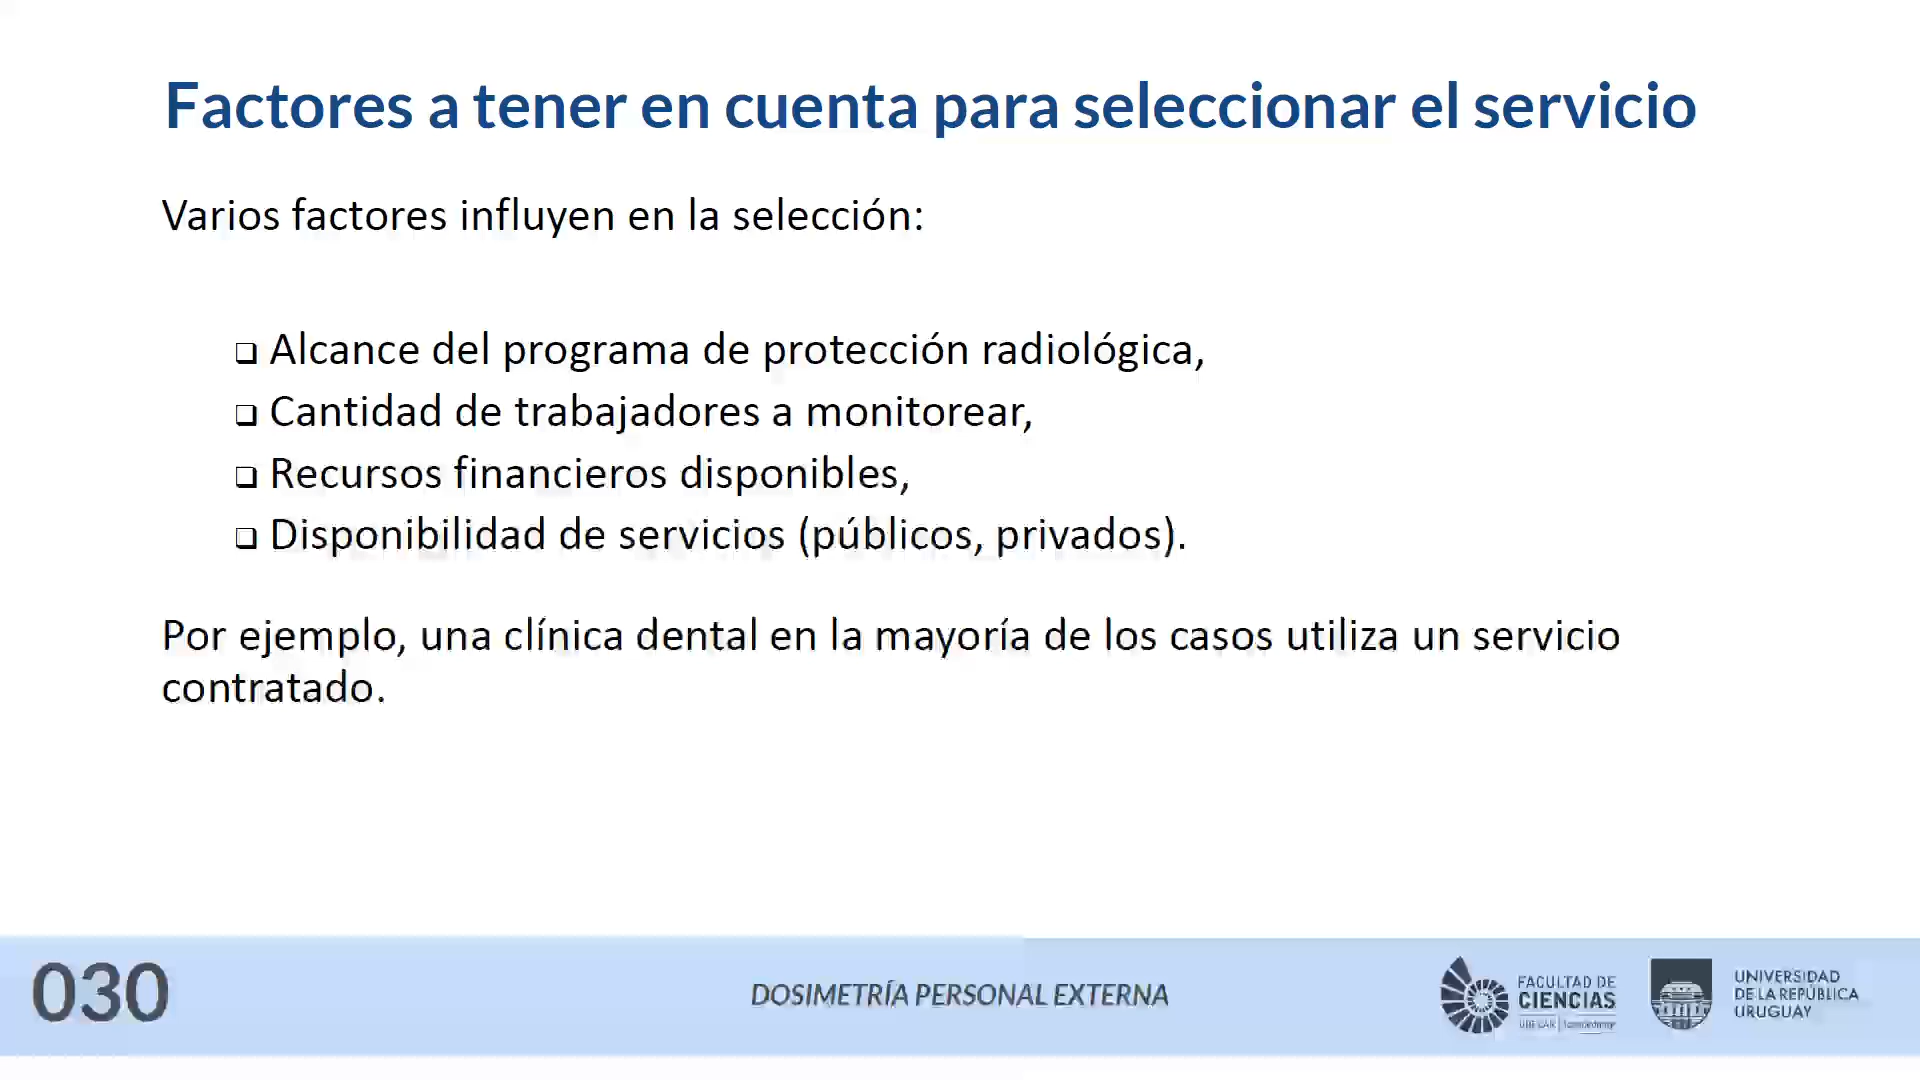 Factores a tener en cuenta para seleccionar el servicio
Varios factores influyen en la selección:
❑ Alcance del programa de protección radiológica,
❑ Cantidad de trabajadores a monitorear,
❑ Recursos financieros disponibles,
❑ Disponibilidad de servicios (públicos, privados).
Por ejemplo, una clínica dental en la mayoría de los casos utiliza un servicio
contratado.
030
DOSIMETRÍA PERSONAL EXTERNA
FACULTAD DE
CIENCIAS
UNIVERSIDAD
DE LA REPÚBLICA
URUGUAY